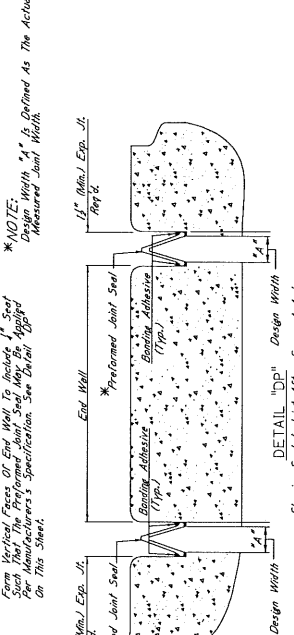 Form Vertical Faces Of End Wall To Include ¼" Seat
Such That The Preformed Joint Seal May Be Applied
Per Manufacturer's Specification. See Detail "DP"
On This Sheet.
*NOTE:
Design Width "A" Is Defined As The Actual
Measured Joint Width.
(Min.) Exp. Jt.
End Wall
1½" (Min.) Exp. Jt.
Req'd.
Joint Seal
*Preformed Joint Seal
Bonding Adhesive
(Typ.)
Bonding Adhesive
(Typ.)
"A"
"A"
Design Width
Design Width
DETAIL "DP"